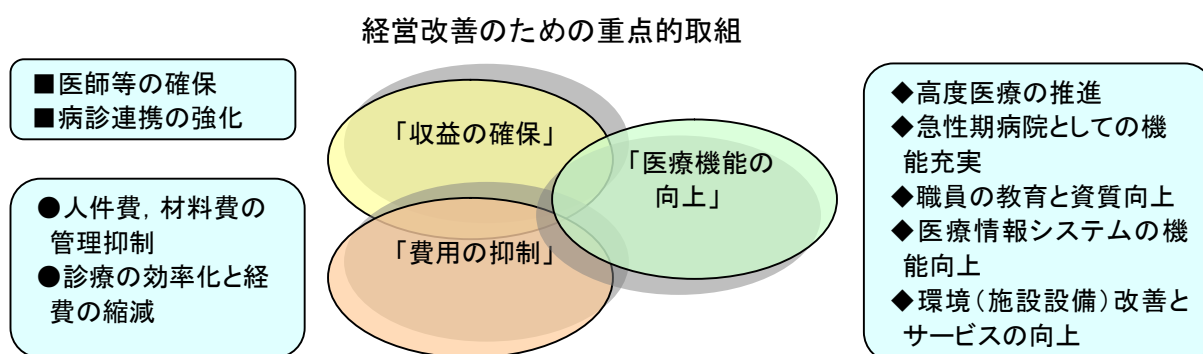 経営改善のための重点的取組
■医師等の確保
■病診連携の強化
●人件費，材料費の
管理抑制
●診療の効率化と経
費の縮減
「収益の確保」
「医療機能の
向上」
「費用の抑制」
◆高度医療の推進
◆急性期病院としての機
能充実
◆職員の教育と資質向上
◆医療情報システムの機
能向上
◆環境（施設設備）改善と
サービスの向上